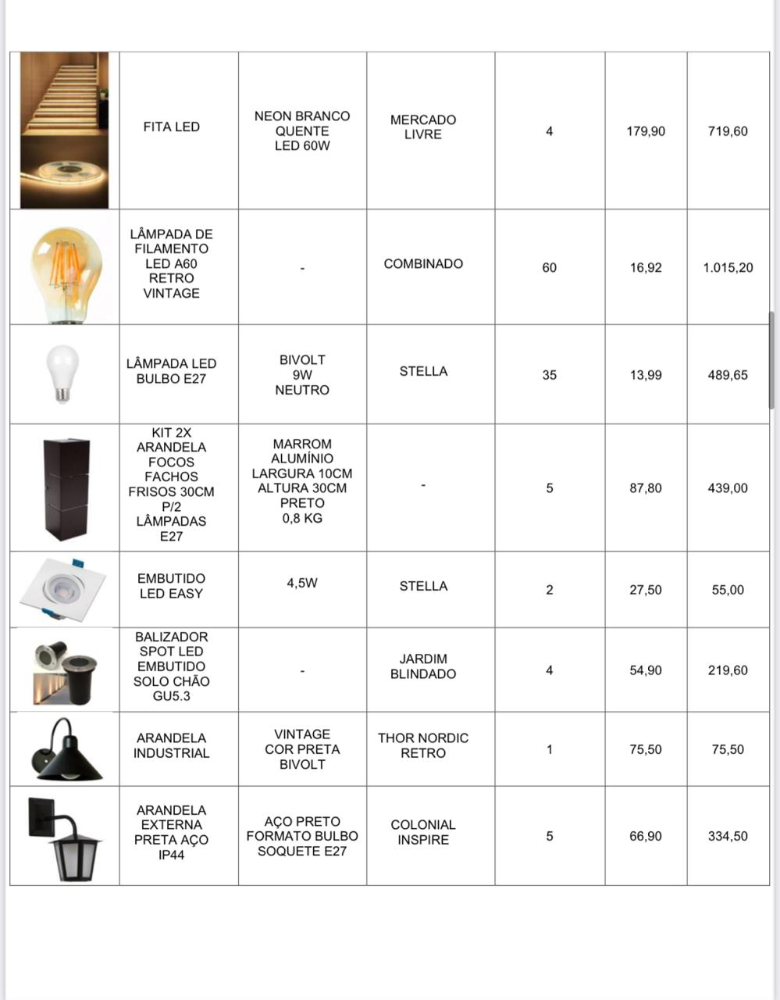 FITA LED
NEON BRANCO
QUENTE
LED 60W
MERCADO
LIVRE
4
179,90
719,60
LÂMPADA DE
FILAMENTO
LED A60
RETRO
VINTAGE
-
COMBINADO
60
16,92
1.015,20
LÂMPADA LED
BULBO E27
BIVOLT
9W
NEUTRO
STELLA
35
13,99
489,65
KIT 2X
ARANDELA
FOCOS
FACHOS
FRISOS 30CM
P/2
LÂMPADAS
E27
MARROM
ALUMÍNIO
LARGURA 10CM
ALTURA 30CM
PRETO
0,8 KG
-
5
87,80
439,00
EMBUTIDO
LED EASY
4,5W
STELLA
2
27,50
55,00
BALIZADOR
SPOT LED
EMBUTIDO
SOLO CHÃO
GU5.3
-
JARDIM
BLINDADO
4
54,90
219,60
ARANDELA
INDUSTRIAL
VINTAGE
COR PRETA
BIVOLT
THOR NORDIC
RETRO
1
75,50
75,50
ARANDELA
EXTERNA
PRETA AÇO
IP44
AÇO PRETO
FORMATO BULBO
SOQUETE E27
COLONIAL
INSPIRE
5
66,90
334,50